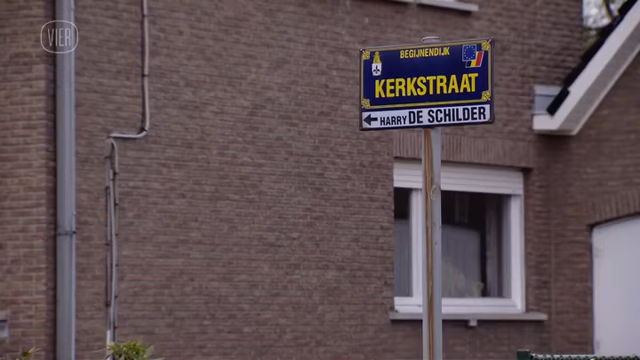 VIER
BEGIJNENDIJK
KERKSTRAAT
HARRY DE SCHILDER